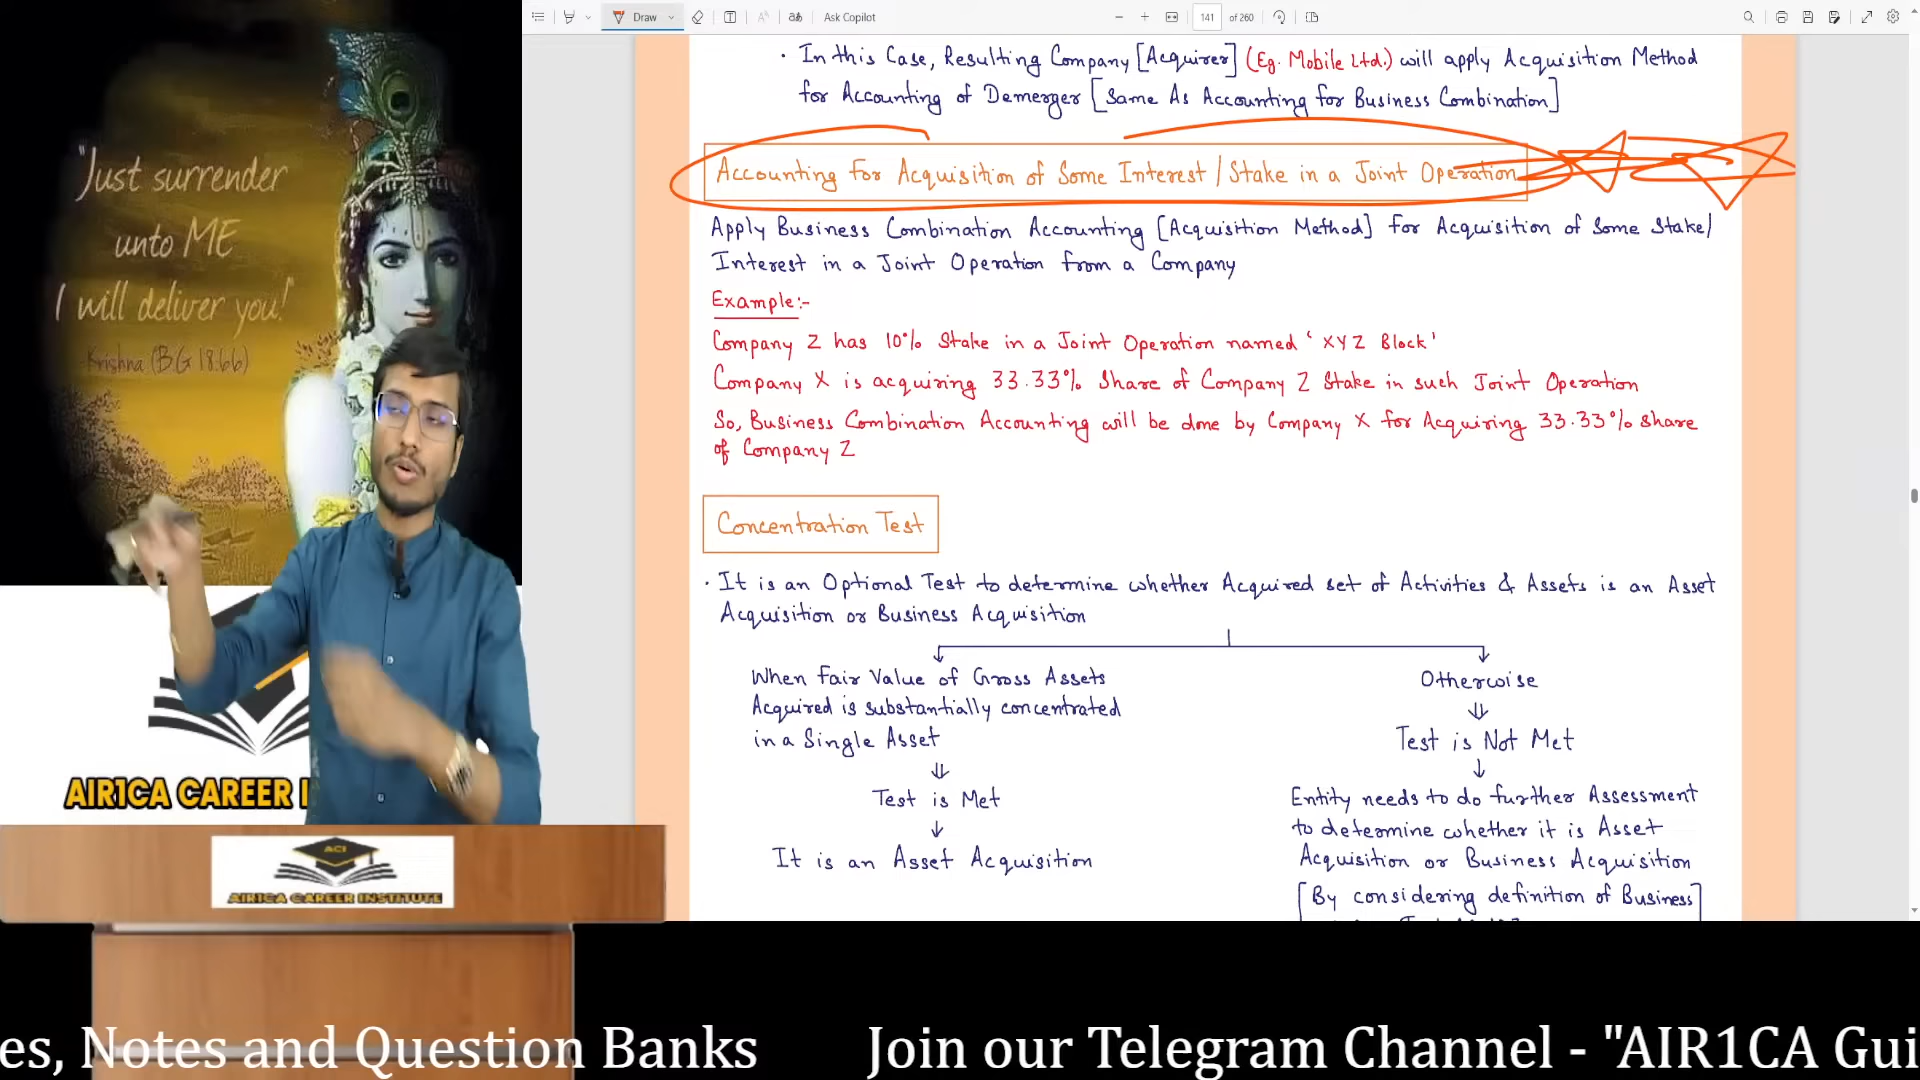 "Just surrender
unto ME
I will deliver you!"
- Krishna (B.G 18.66)
AIR1CA CAREER I
ACI
AIR1CA CAREER INSTITUTE
Draw
Ask Copilot
141 of 260
· In this Case, Resulting Company [Acquirer] (Eg. Mobile Ltd.) will apply Acquisition Method
for Accounting of Demerger [Same As Accounting for Business Combination]
Accounting for Acquisition of Some Interest / Stake in a Joint Operation
Apply Business Combination Accounting [Acquisition Method] for Acquisition of Some Stake/
Interest in a Joint Operation from a Company
Example:-
Company Z has 10% Stake in a Joint Operation named 'XYZ Block'
Company X is acquiring 33.33% Share of Company Z Stake in such Joint Operation
So, Business Combination Accounting will be done by Company X for Acquiring 33.33% Share
of Company Z
Concentration Test
· It is an Optional Test to determine whether Acquired set of Activities & Assets is an Asset
Acquisition or Business Acquisition
When Fair Value of Gross Assets
Acquired is substantially concentrated
in a Single Asset
Test is Met
It is an Asset Acquisition
Otherwise
Test is Not Met
Entity needs to do further Assessment
to determine whether it is Asset
Acquisition or Business Acquisition
[By considering definition of Business]
es, Notes and Question Banks Join our Telegram Channel - "AIR1CA Gui